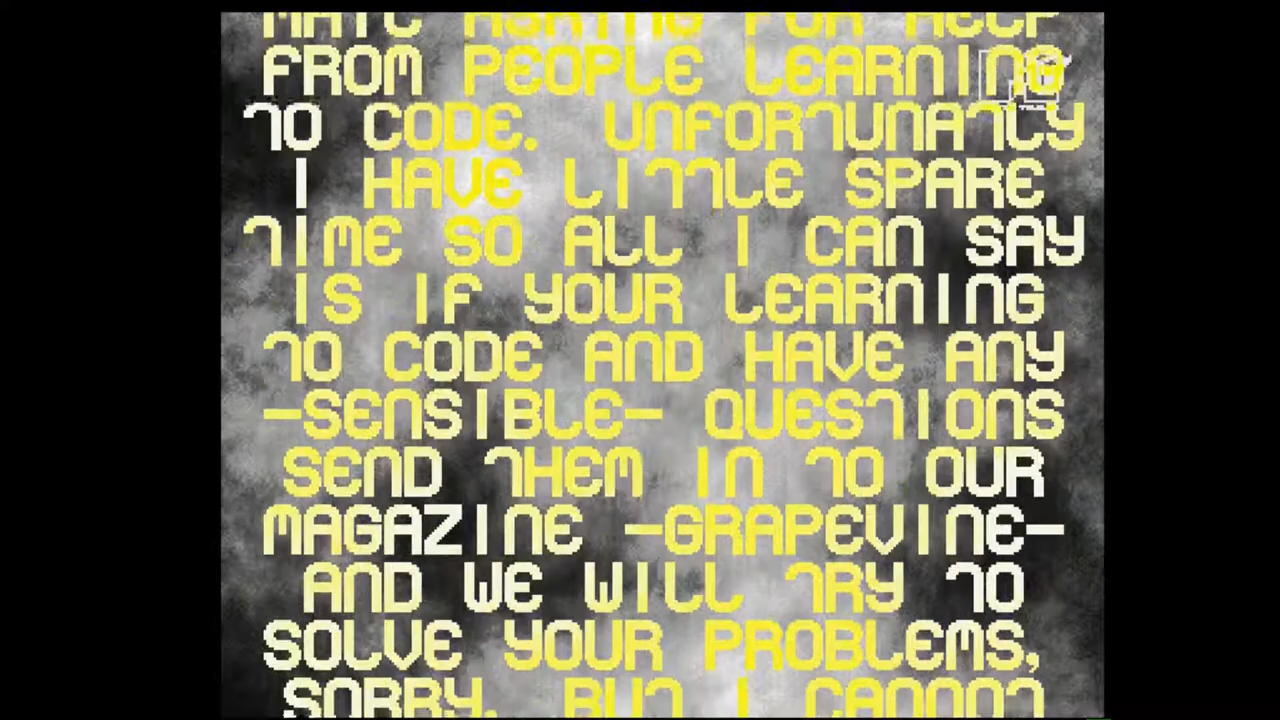 MAIL ASKING FOR HELP
FROM PEOPLE LEARNING
TO CODE. UNFORTUNATLY
I HAVE LITTLE SPARE
TIME SO ALL I CAN SAY
IS IF YOUR LEARNING
TO CODE AND HAVE ANY
-SENSIBLE- QUESTIONS
SEND THEM IN TO OUR
MAGAZINE -GRAPEVINE-
AND WE WILL TRY TO
SOLVE YOUR PROBLEMS,
SORRY, BUT I CANNOT